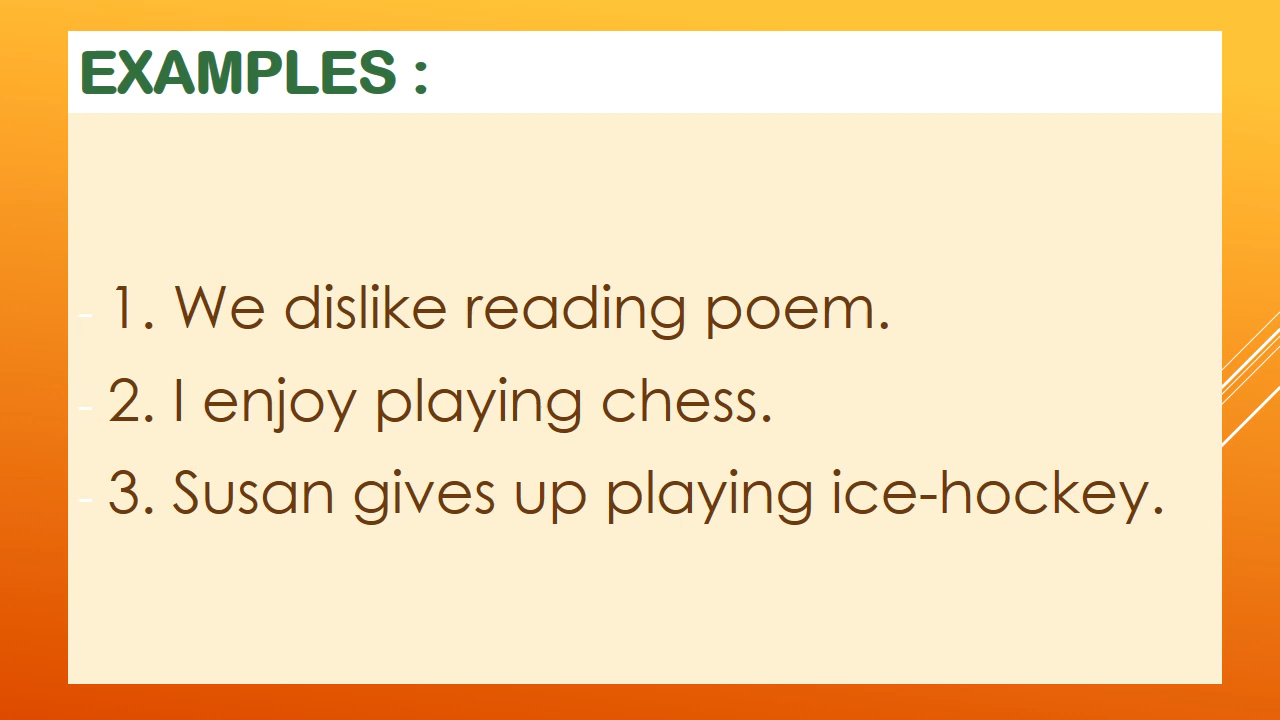 EXAMPLES :
- 1. We dislike reading poem.
- 2. I enjoy playing chess.
- 3. Susan gives up playing ice-hockey.